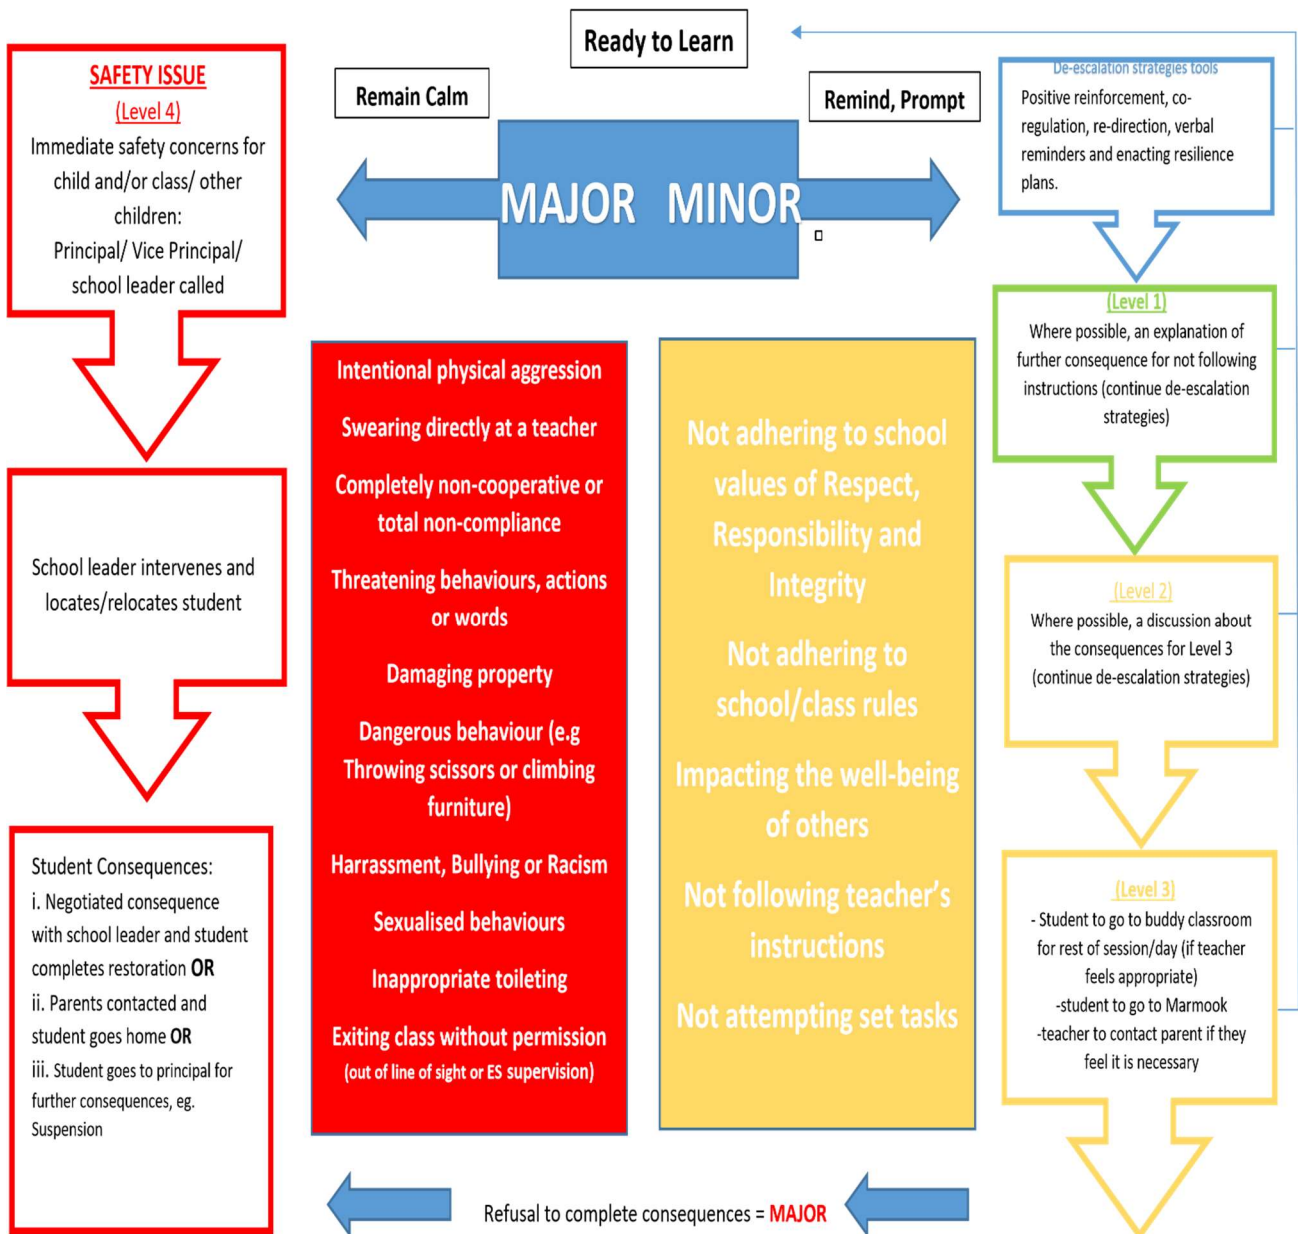 Ready to Learn
Remain Calm
Remind, Prompt
MAJOR MINOR
SAFETY ISSUE
(Level 4)
Immediate safety concerns for
child and/or class/ other
children:
Principal/ Vice Principal/
school leader called
School leader intervenes and
locates/relocates student
Student Consequences:
i. Negotiated consequence
with school leader and student
completes restoration OR
ii. Parents contacted and
student goes home OR
iii. Student goes to principal for
further consequences, eg.
Suspension
Intentional physical aggression
Swearing directly at a teacher
Completely non-cooperative or
total non-compliance
Threatening behaviours, actions
or words
Damaging property
Dangerous behaviour (e.g
Throwing scissors or climbing
furniture)
Harrassment, Bullying or Racism
Sexualised behaviours
Inappropriate toileting
Exiting class without permission
(out of line of sight or ES supervision)
Not adhering to school
values of Respect,
Responsibility and
Integrity
Not adhering to
school/class rules
Impacting the well-being
of others
Not following teacher's
instructions
Not attempting set tasks
De-escalation strategies tools
Positive reinforcement, co-
regulation, re-direction, verbal
reminders and enacting resilience
plans.
(Level 1)
Where possible, an explanation of
further consequence for not following
instructions (continue de-escalation
strategies)
(Level 2)
Where possible, a discussion about
the consequences for Level 3
(continue de-escalation strategies)
(Level 3)
- Student to go to buddy classroom
for rest of session/day (if teacher
feels appropriate)
-student to go to Marmook
-teacher to contact parent if they
feel it is necessary
Refusal to complete consequences = MAJOR